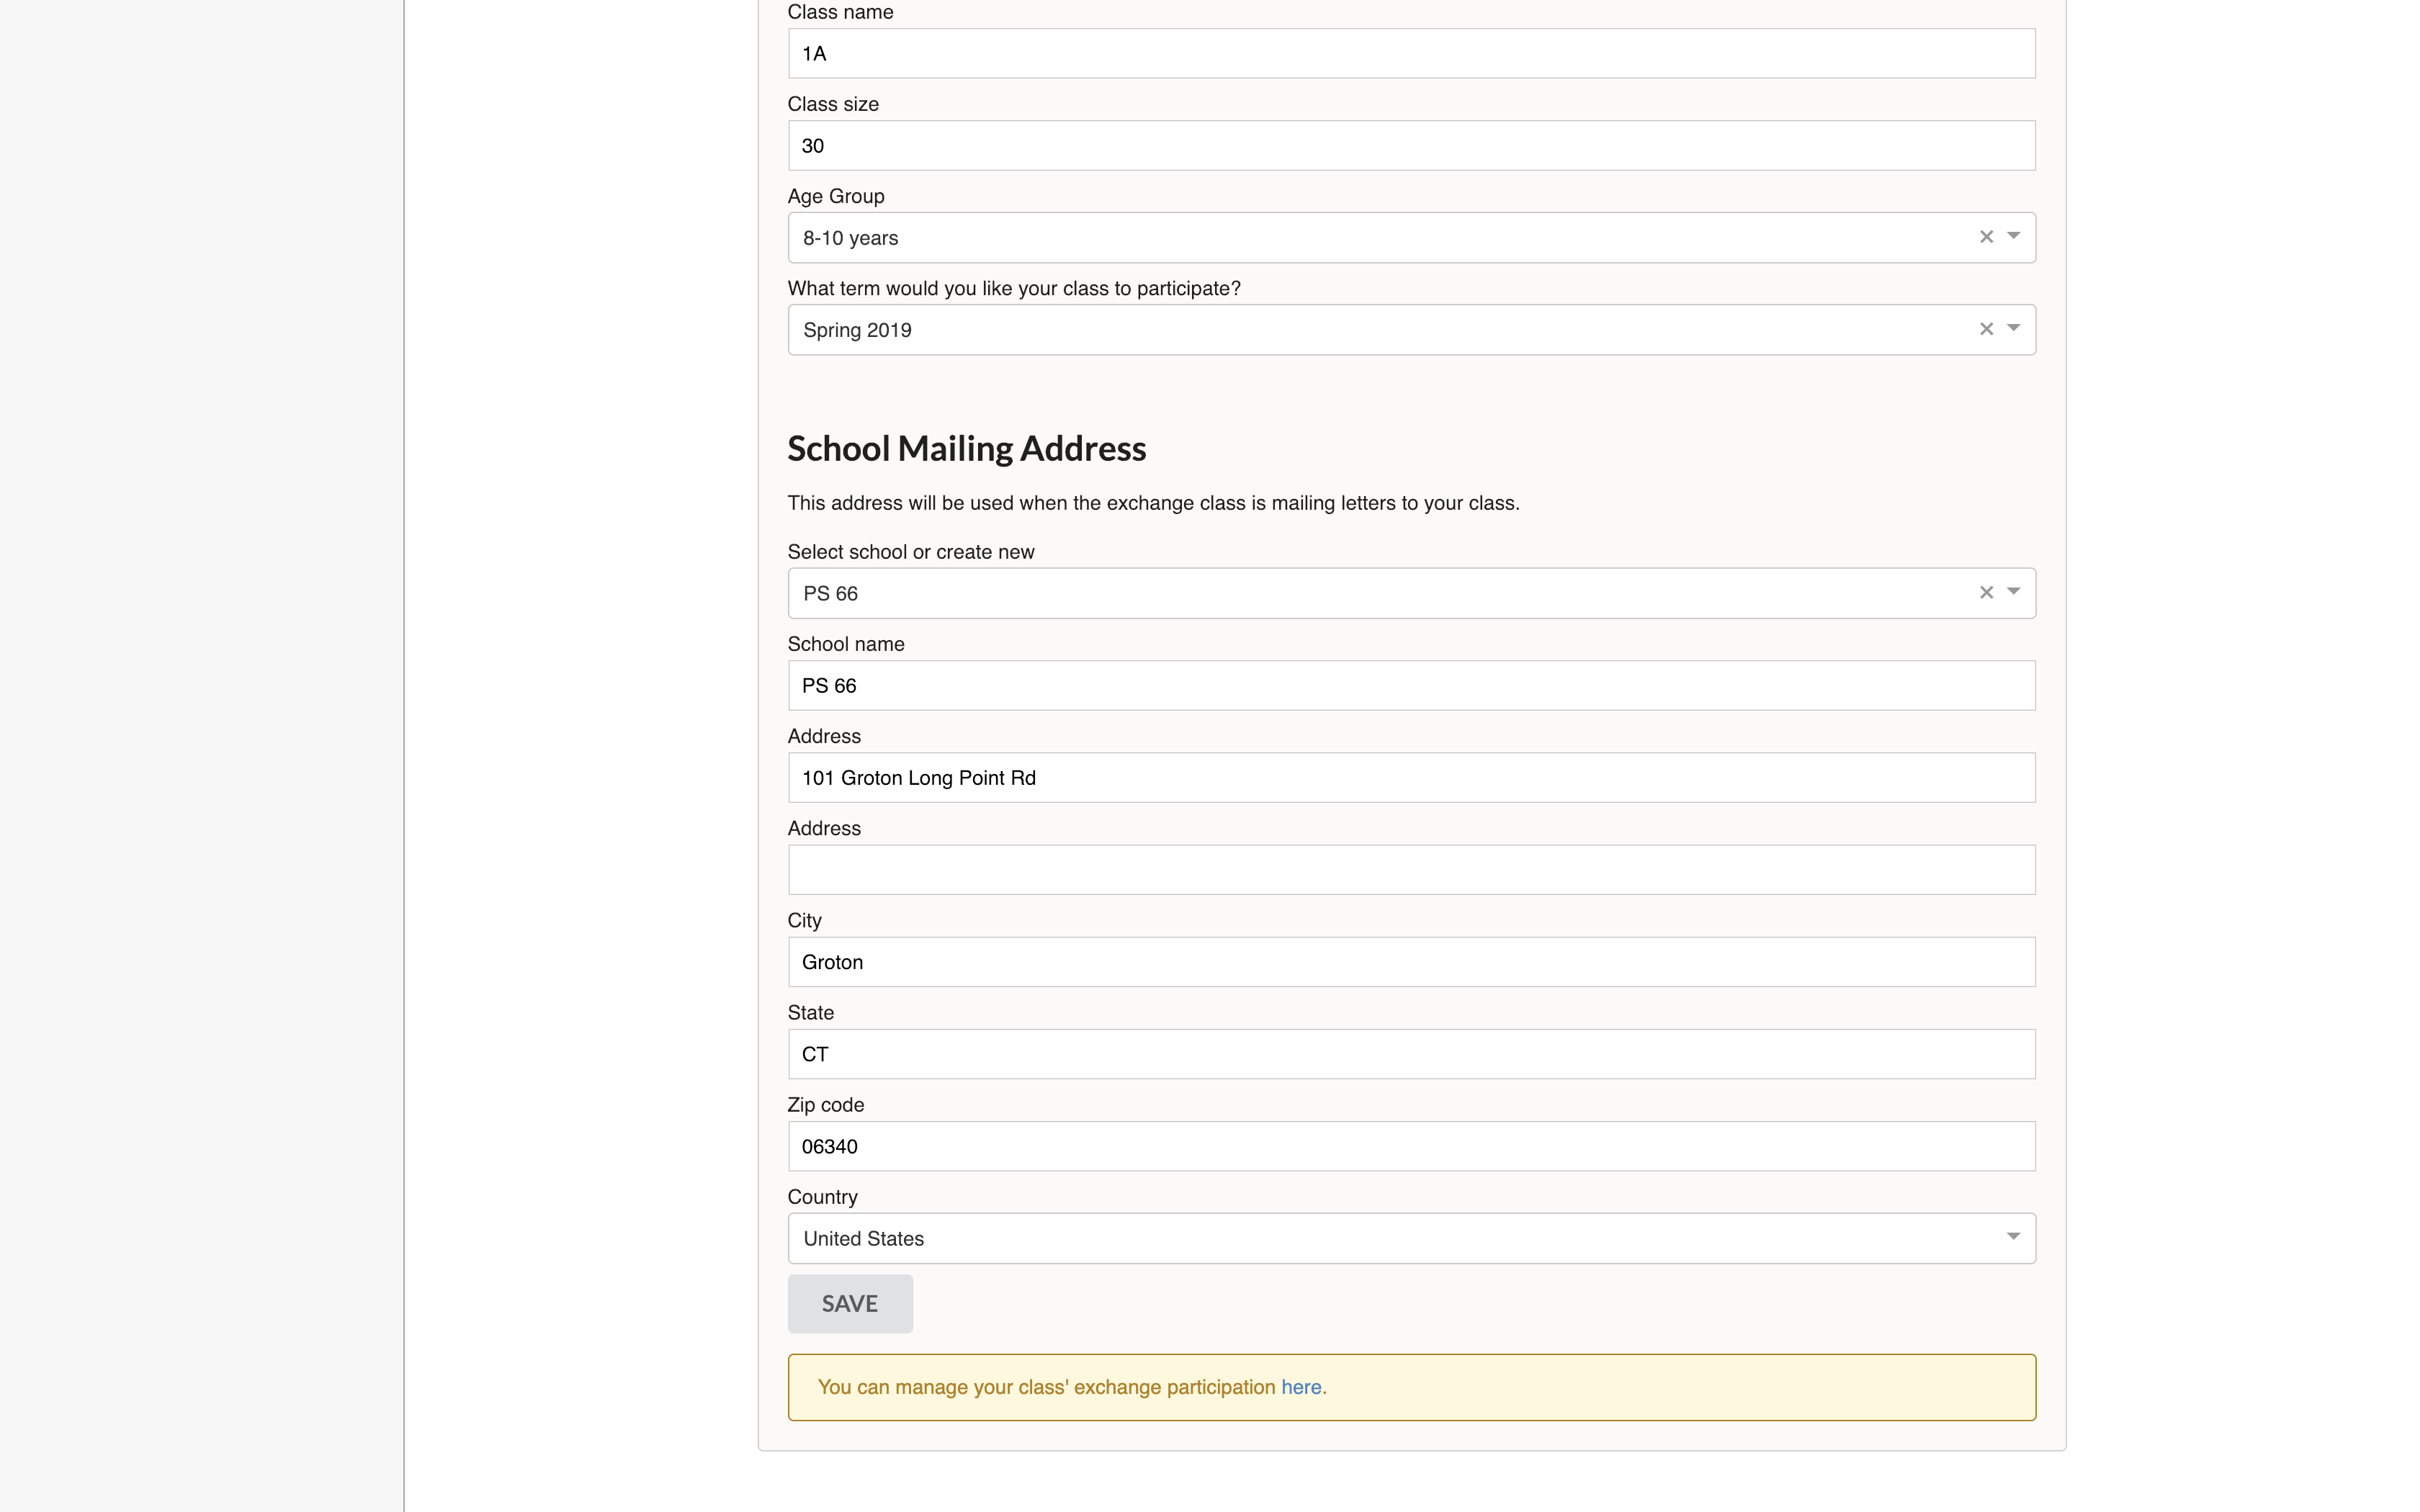 Class name
1A
Class size
30
Age Group
8-10 years
What term would you like your class to participate?
Spring 2019
School Mailing Address
This address will be used when the exchange class is mailing letters to your class.
Select school or create new
PS 66
School name
PS 66
Address
101 Groton Long Point Rd
Address
City
Groton
State
CT
Zip code
06340
Country
United States
SAVE
You can manage your class' exchange participation here.